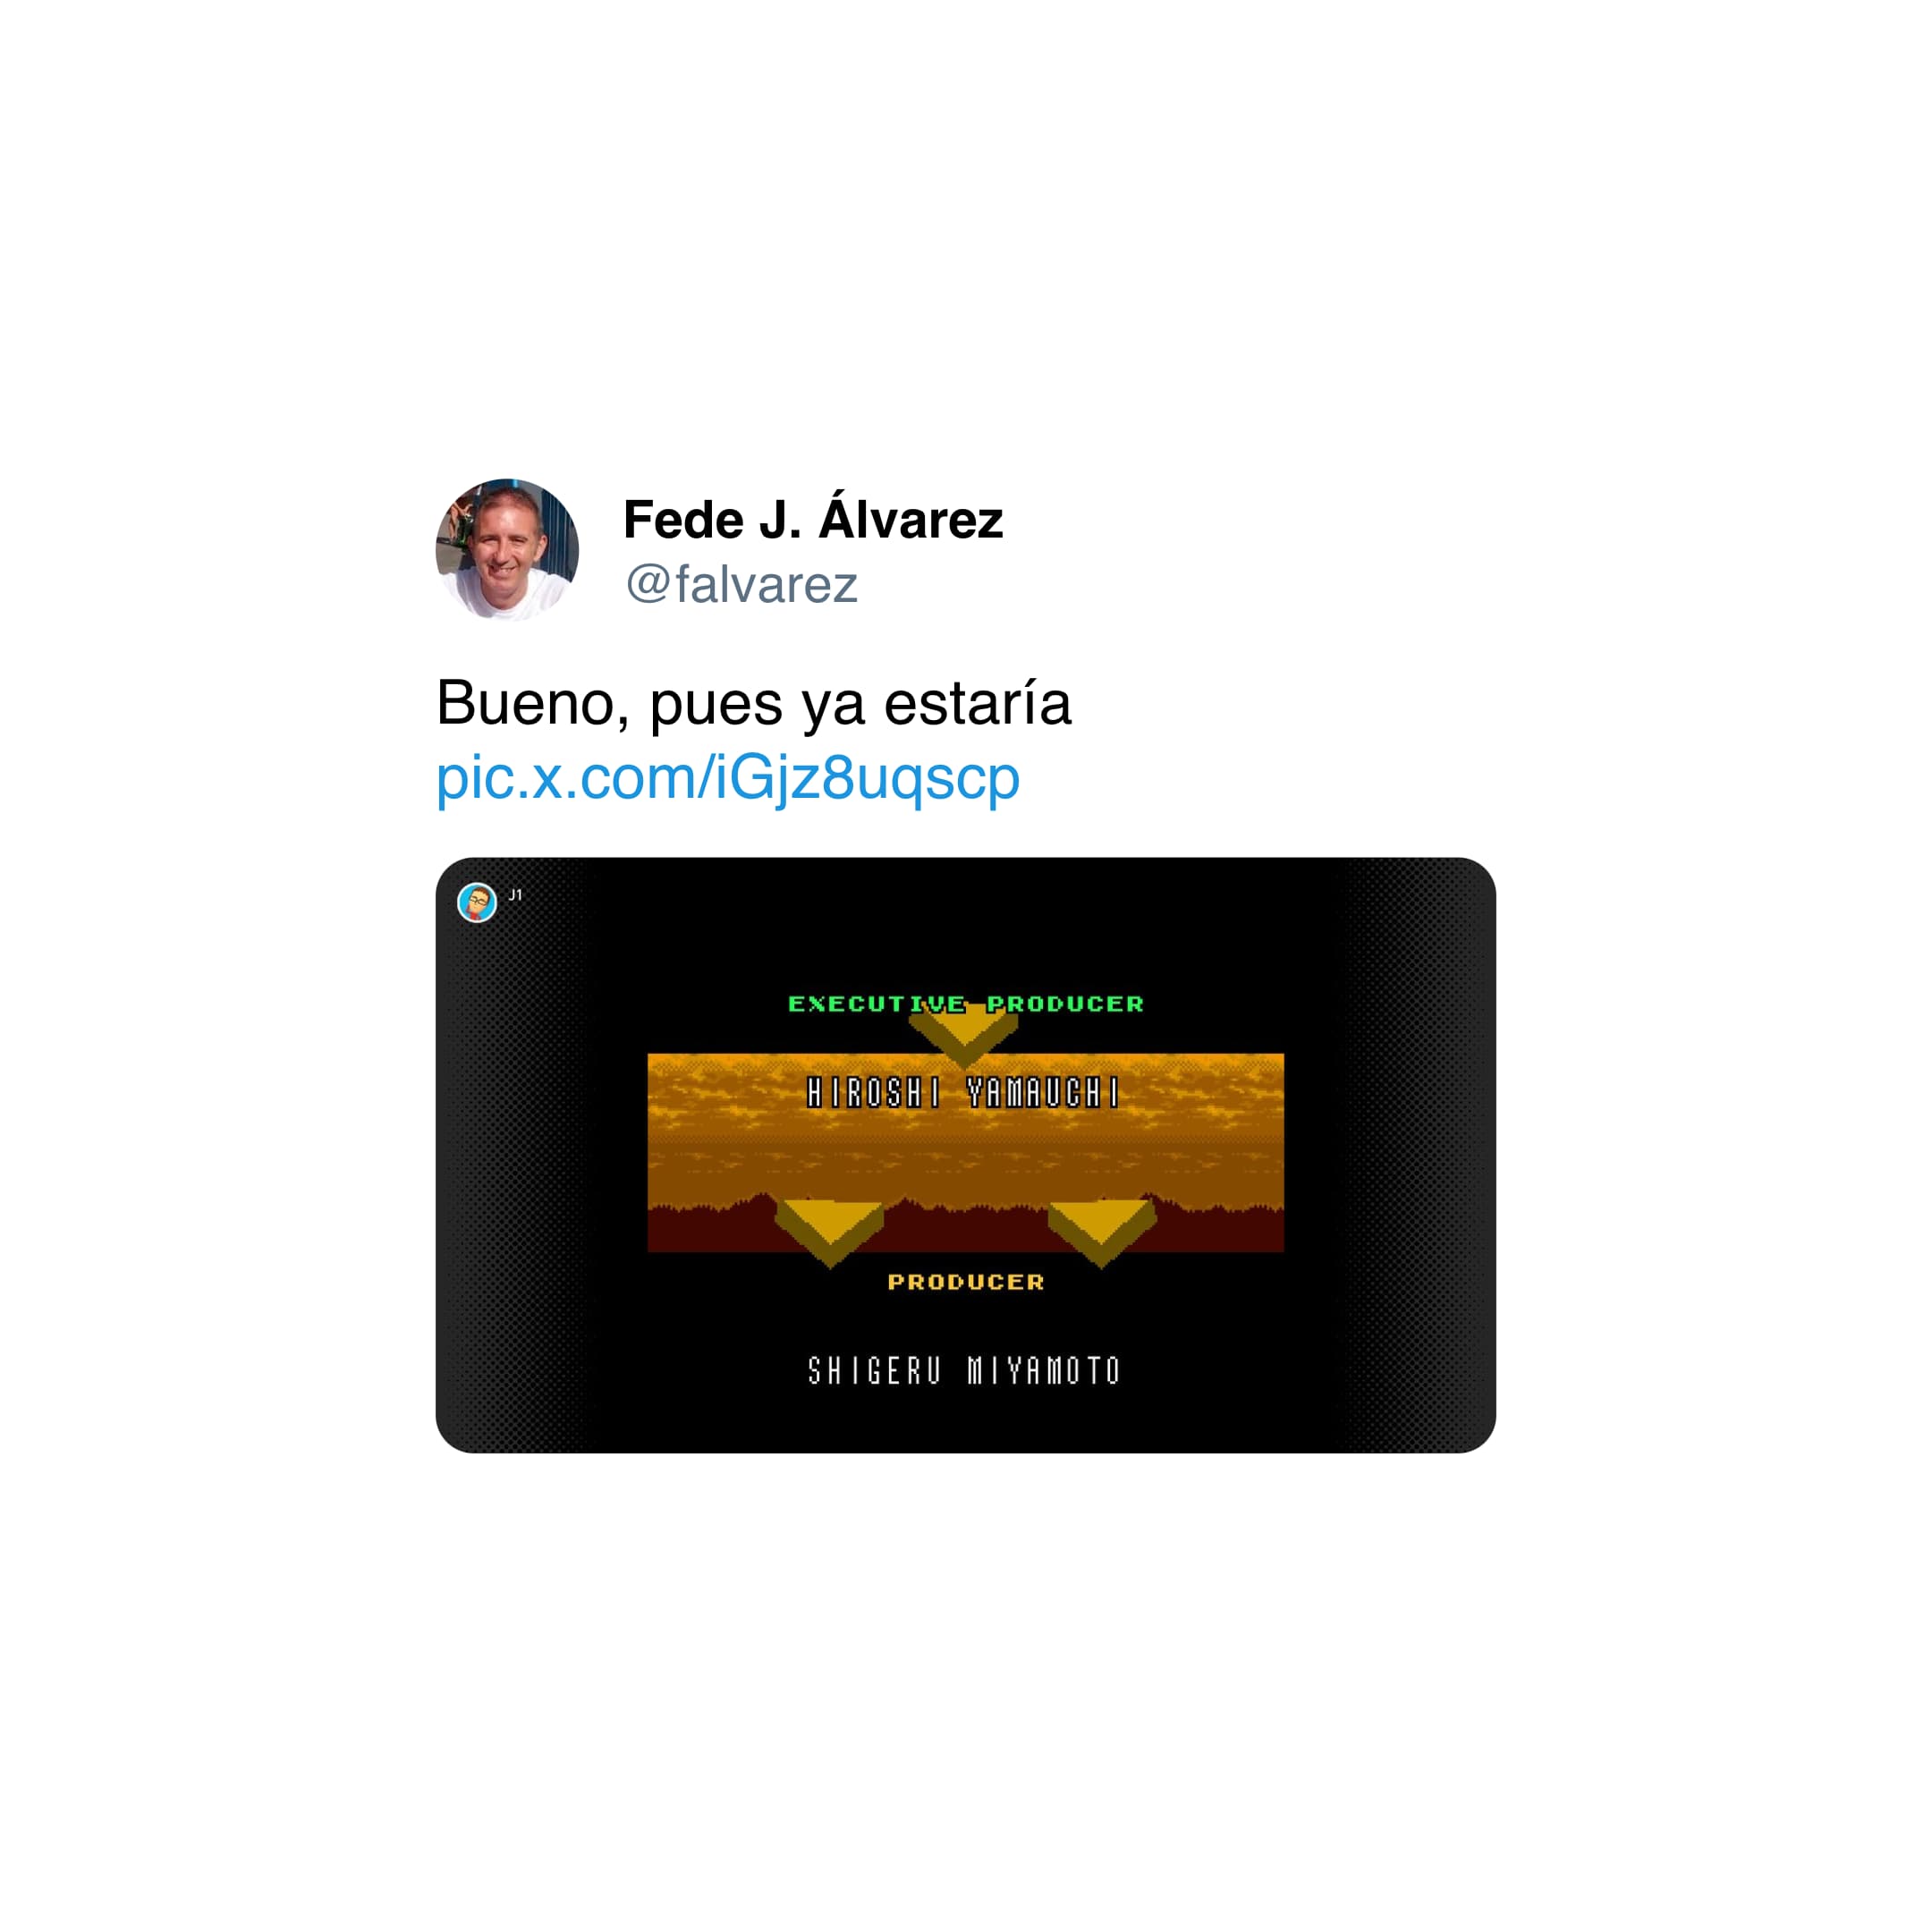 Fede J. Álvarez
@falvarez
Bueno, pues ya estaría
pic.x.com/iGjz8uqscp
J1
EXECUTIVE PRODUCER
HIROSHI YAMAUCHI
PRODUCER
SHIGERU MIYAMOTO